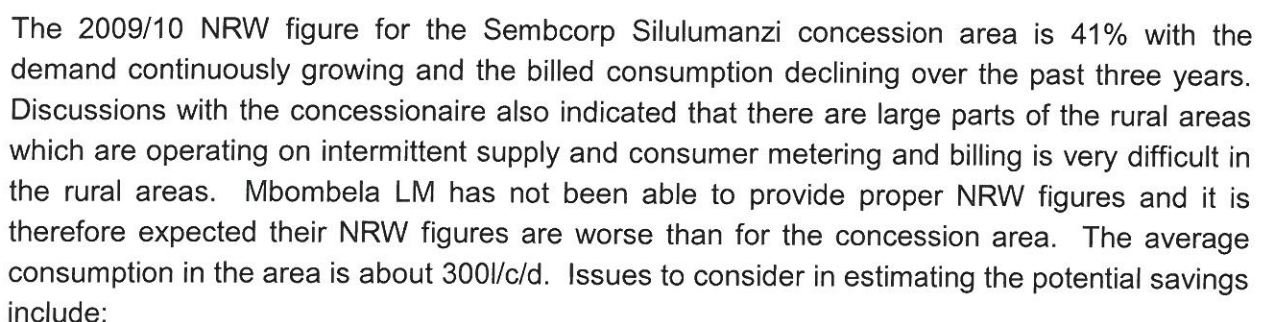 The 2009/10 NRW figure for the Sembcorp Silulumanzi concession area is 41% with the
demand continuously growing and the billed consumption declining over the past three years.
Discussions with the concessionaire also indicated that there are large parts of the rural areas
which are operating on intermittent supply and consumer metering and billing is very difficult in
the rural areas. Mbombela LM has not been able to provide proper NRW figures and it is
therefore expected their NRW figures are worse than for the concession area. The average
consumption in the area is about 300l/c/d. Issues to consider in estimating the potential savings
include: